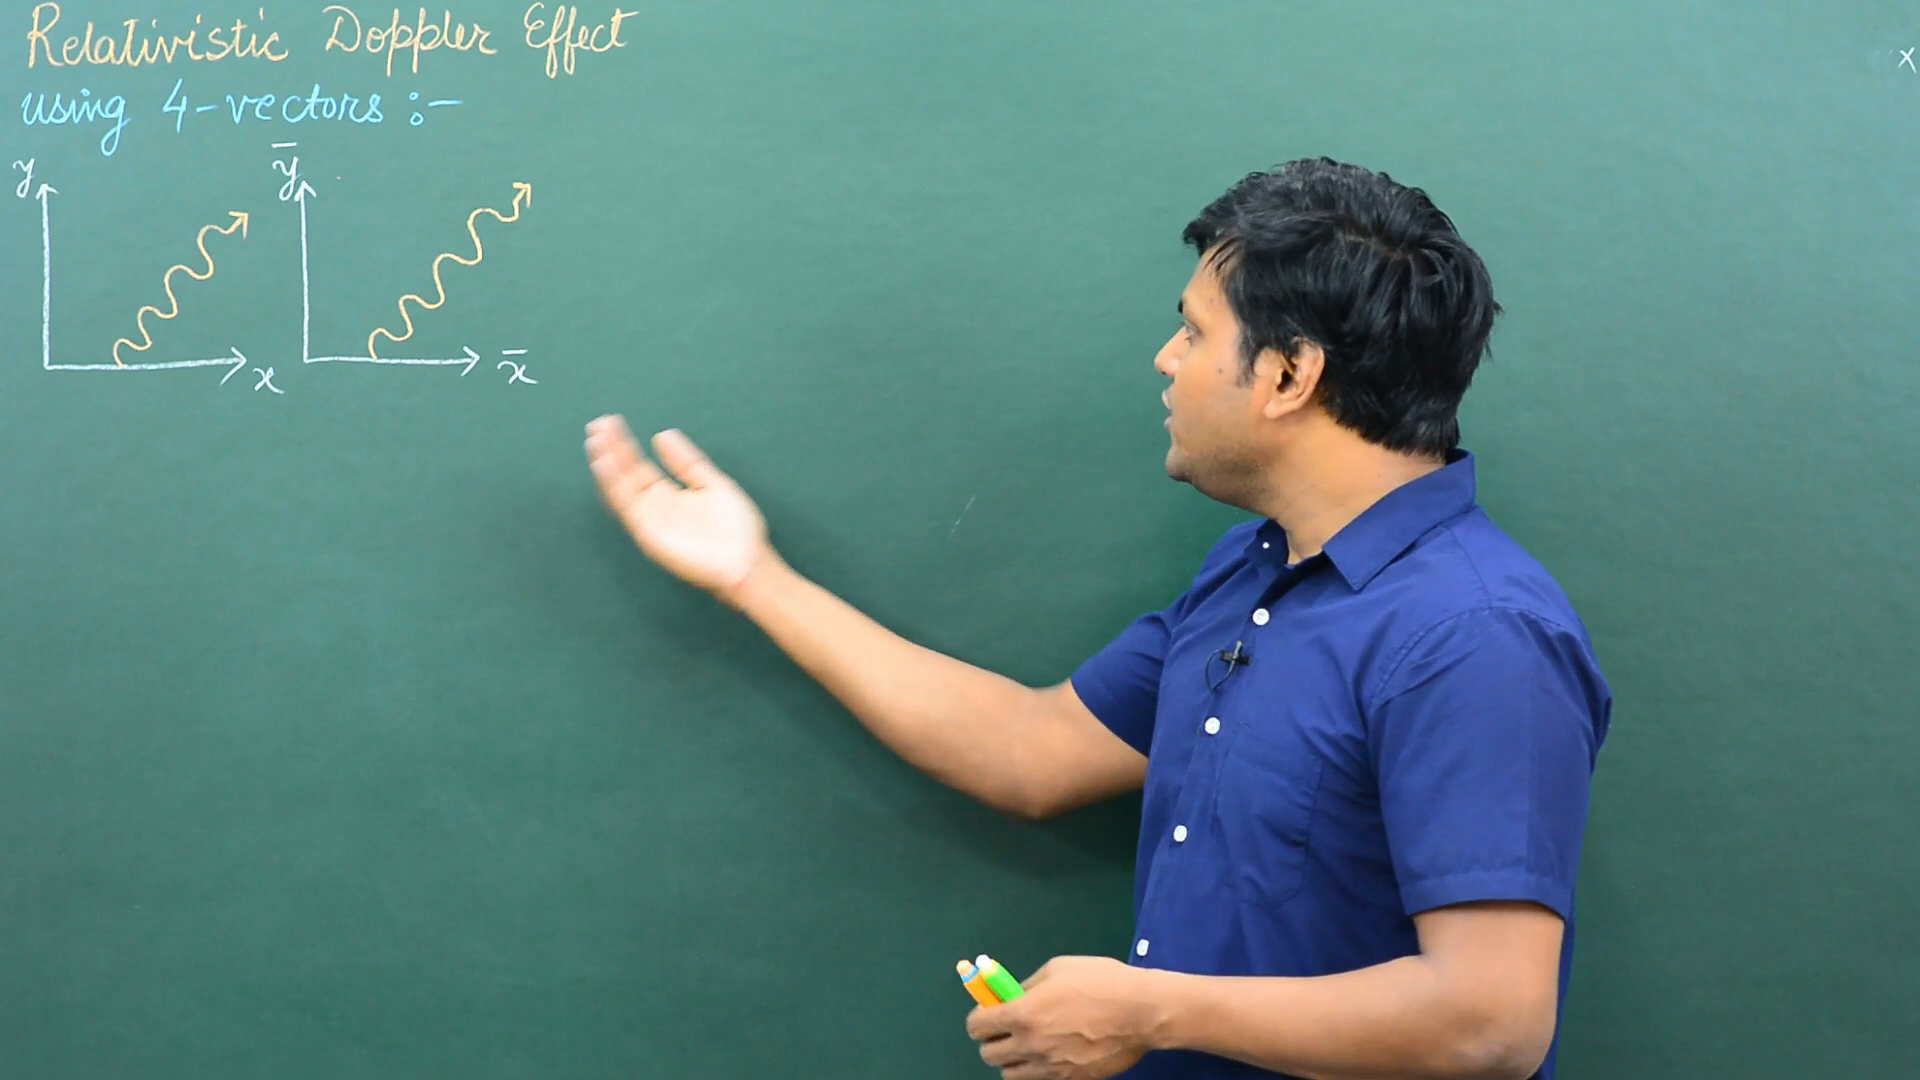 Relativistic Doppler Effect
using 4-vectors :-
y ȳ
x x̄
x